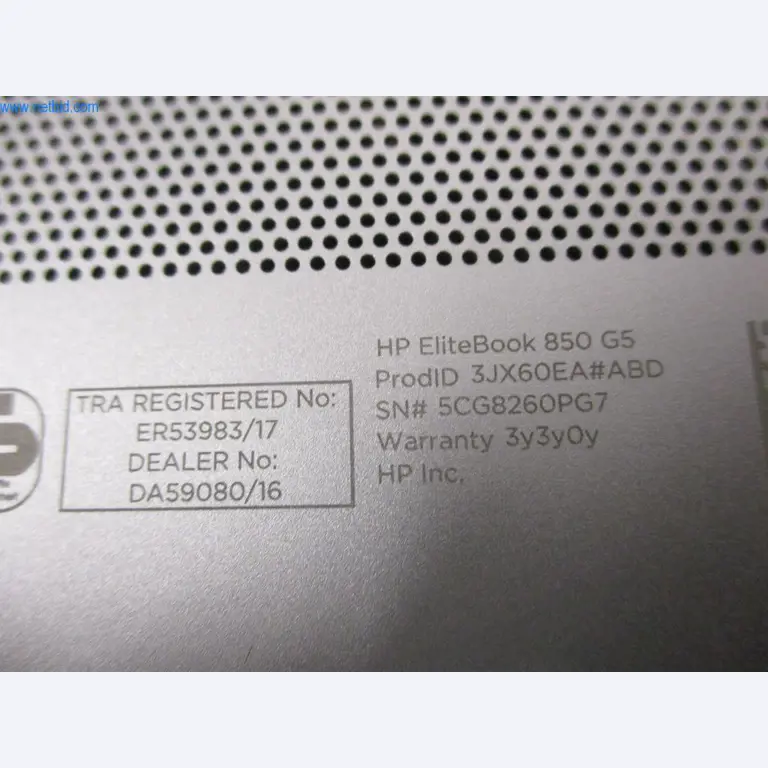 www.netbid.com
TRA REGISTERED No:
ER53983/17
DEALER No:
DA59080/16
HP EliteBook 850 G5
ProdID 3JX60EA#ABD
SN# 5CG8260PG7
Warranty 3y3y0y
HP Inc.